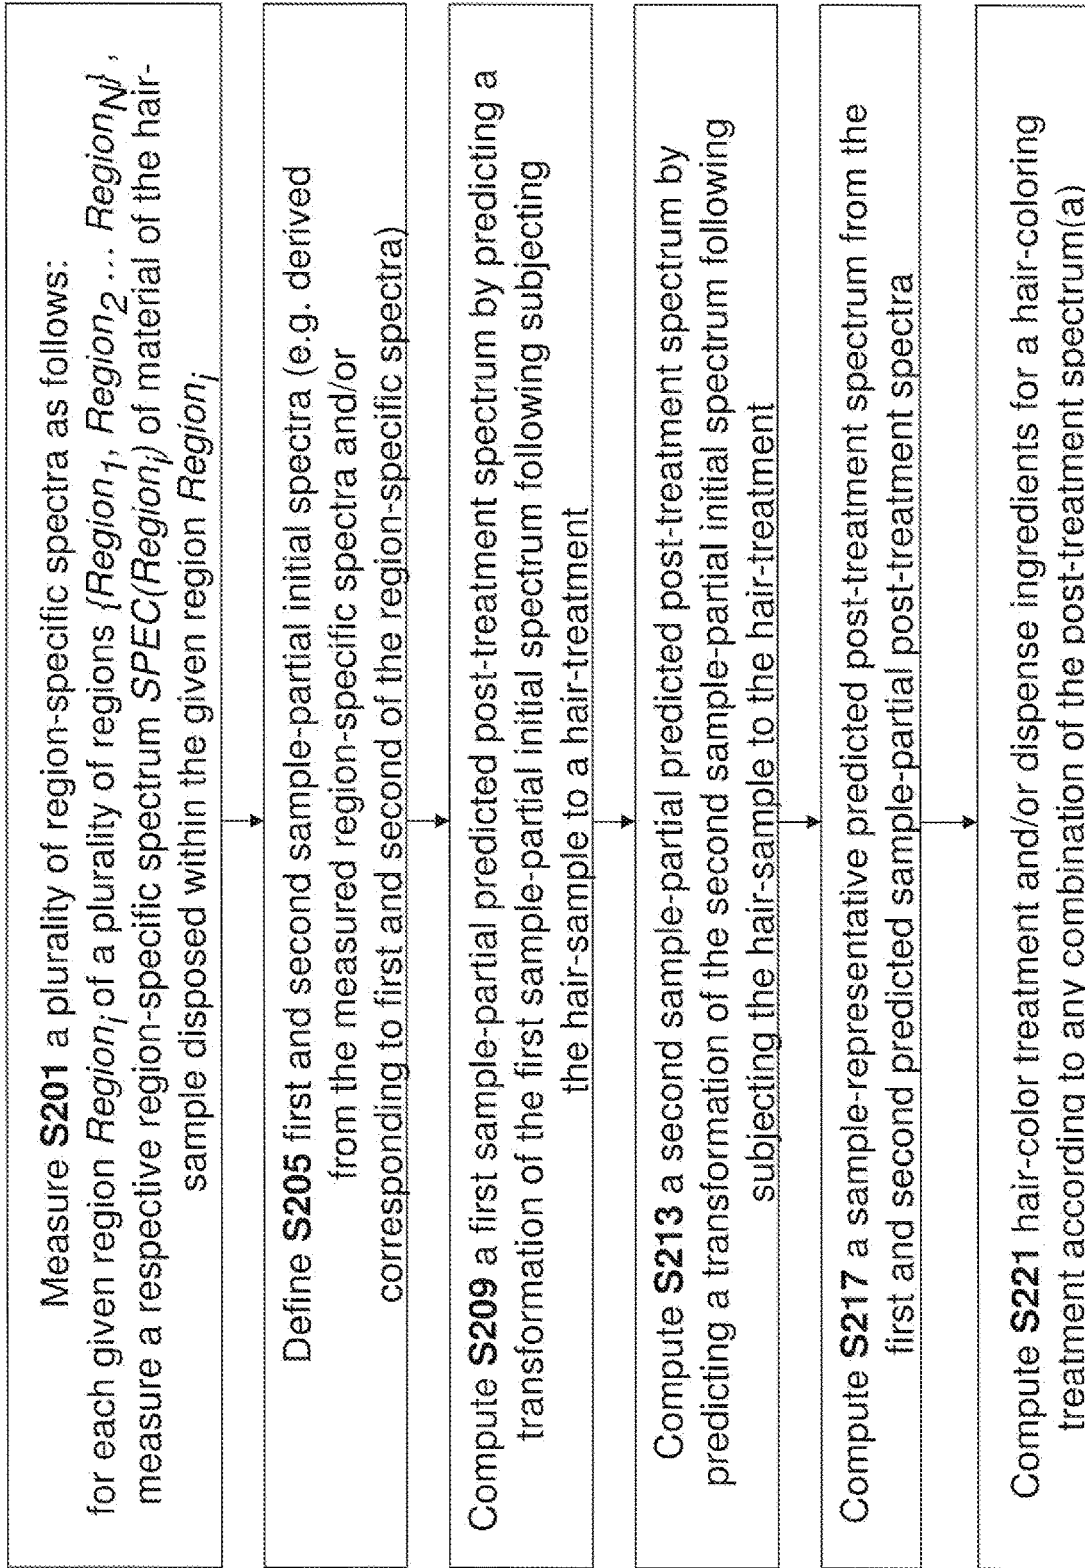 Measure S201 a plurality of region-specific spectra as follows:
for each given region Region_i of a plurality of regions {Region_1, Region_2 ... Region_N},
measure a respective region-specific spectrum SPEC(Region_i) of material of the hair-
sample disposed within the given region Region_i
Define S205 first and second sample-partial initial spectra (e.g. derived
from the measured region-specific spectra and/or
corresponding to first and second of the region-specific spectra)
Compute S209 a first sample-partial predicted post-treatment spectrum by predicting a
transformation of the first sample-partial initial spectrum following subjecting
the hair-sample to a hair-treatment
Compute S213 a second sample-partial predicted post-treatment spectrum by
predicting a transformation of the second sample-partial initial spectrum following
subjecting the hair-sample to the hair-treatment
Compute S217 a sample-representative predicted post-treatment spectrum from the
first and second predicted sample-partial post-treatment spectra
Compute S221 hair-color treatment and/or dispense ingredients for a hair-coloring
treatment according to any combination of the post-treatment spectrum(a)